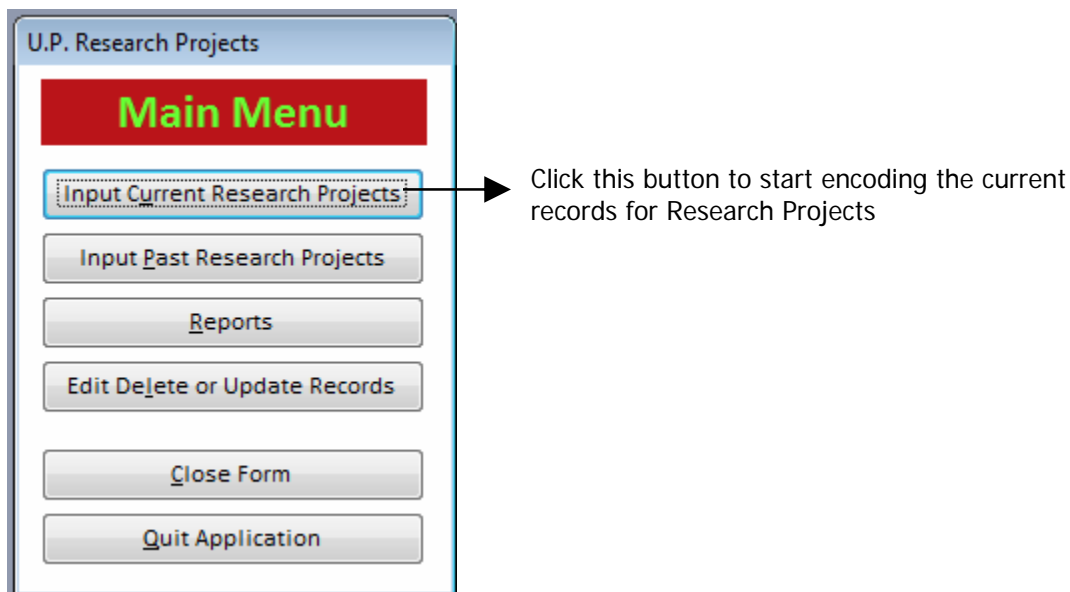 U.P. Research Projects
Main Menu
Input Current Research Projects
Click this button to start encoding the current
records for Research Projects
Input Past Research Projects
Reports
Edit Delete or Update Records
Close Form
Quit Application